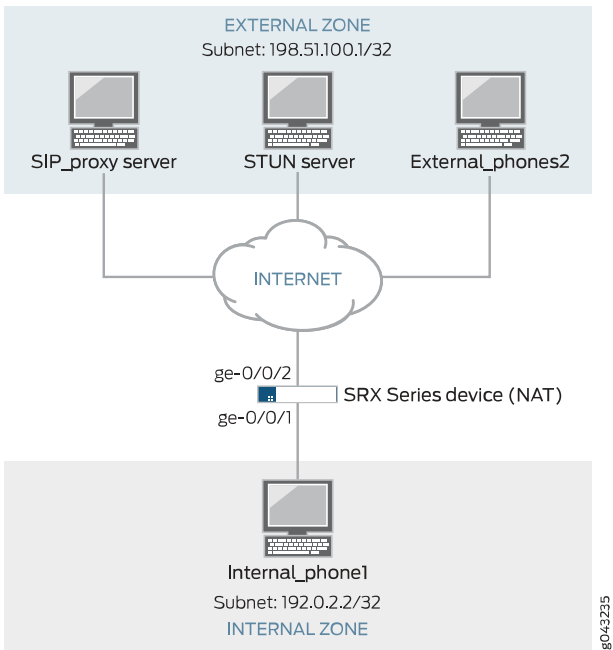 EXTERNAL ZONE
Subnet: 198.51.100.1/32
SIP_proxy server
STUN server
External_phones2
INTERNET
ge-0/0/2
SRX Series device (NAT)
ge-0/0/1
Internal_phone1
Subnet: 192.0.2.2/32
INTERNAL ZONE
g043235